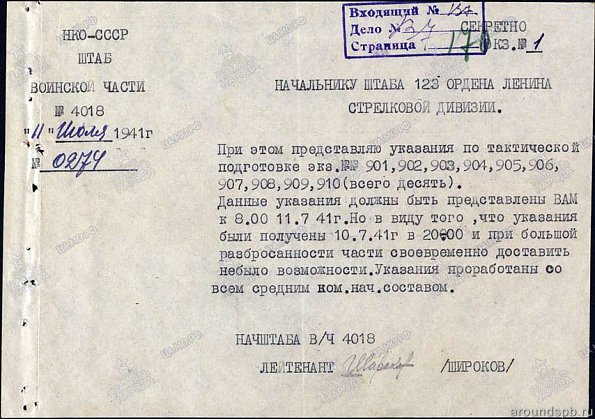 Входящий №
Дело №
Страница
СЕКРЕТНО
ЭКЗ.№ 1
НКО-СССР
ШТАБ
ВОИНСКОЙ ЧАСТИ
№ 4018
"11" Июля 1941г
№ 0274
НАЧАЛЬНИКУ ШТАБА 123 ОРДЕНА ЛЕНИНА
СТРЕЛКОВОЙ ДИВИЗИИ.
При этом представляю указания по тактической
подготовке экз.№№ 901,902,903,904,905,906,
907,908,909,910(всего десять).
Данные указания должны быть представлены ВАМ
к 8.00 11.7 41г.Но в виду того ,что указания
были получены 10.7.41г в 20.00 и при большой
разбросанности части своевременно доставить
небыло возможности.Указания проработаны со
всем средним ком.нач.составом.
НАЧШТАБА В/Ч 4018
ЛЕЙТЕНАНТ /ШИРОКОВ/
aroundspb.ru